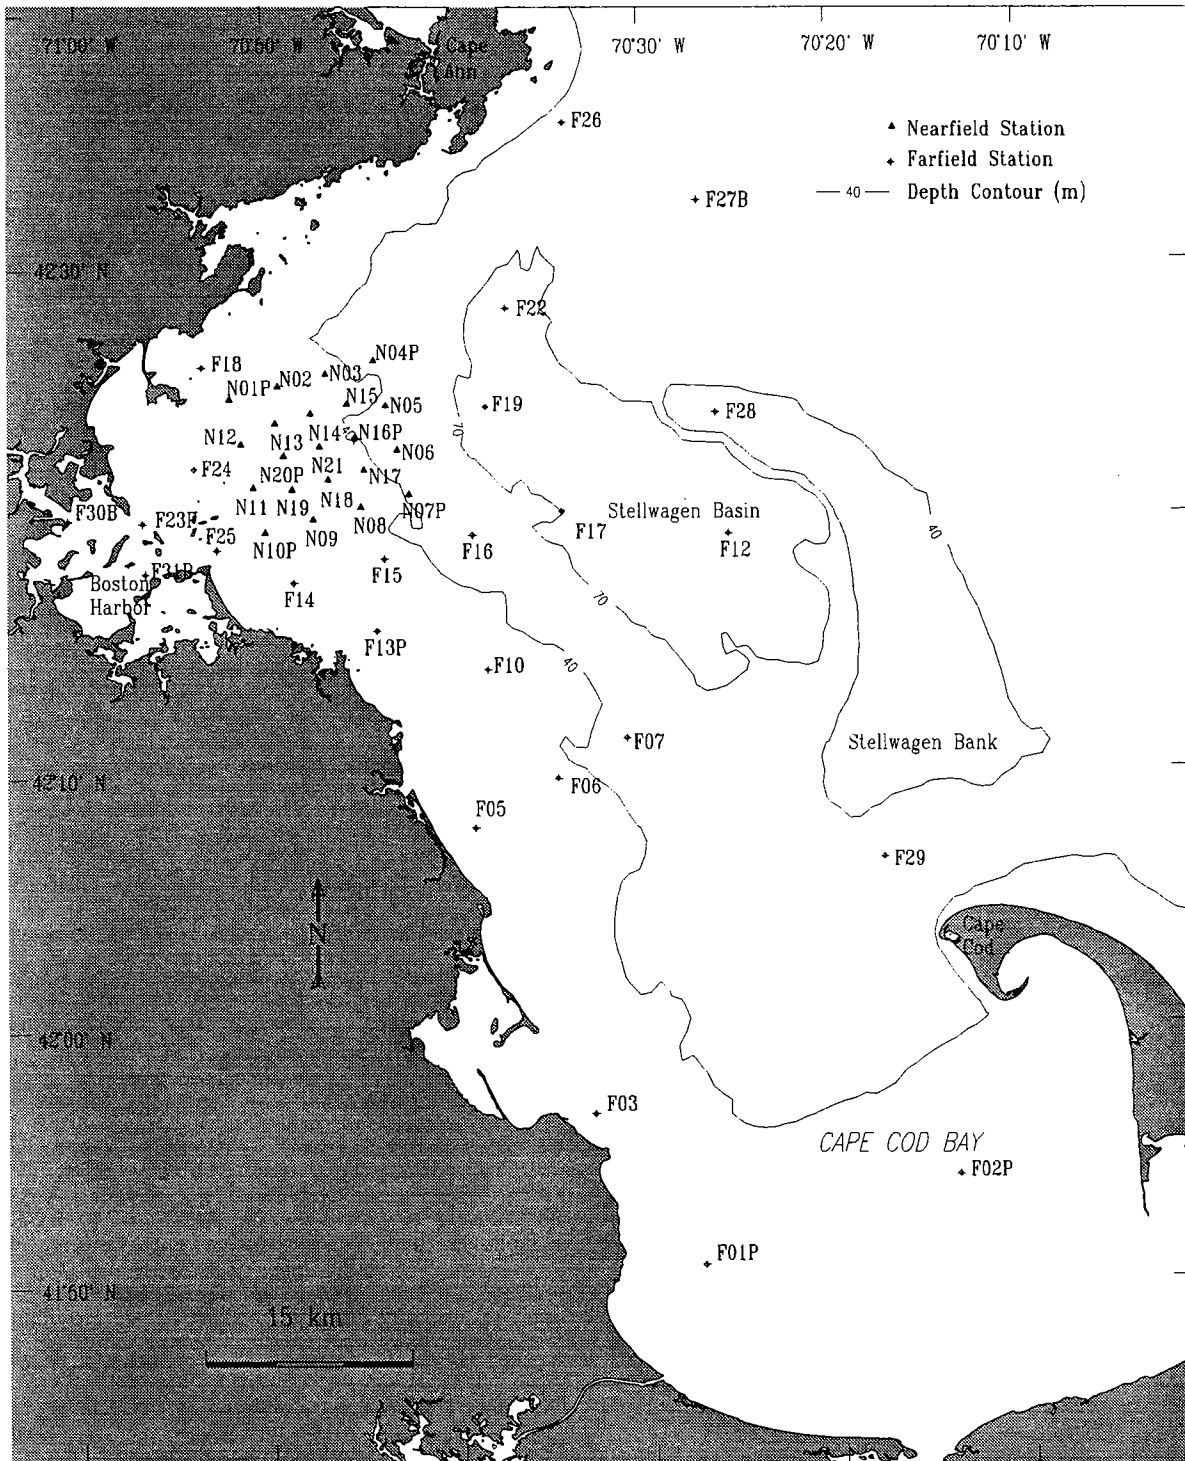 71°00' W
70°50' W
70°30' W
70°20' W
70°10' W
Cape
Ann
F26
Nearfield Station
Farfield Station
40 Depth Contour (m)
F27B
42°30' N
F22
N04P
F18
N03
N02
N01P
N15
N05
F19
F28
70
40
N12
N13
N14
N16P
N06
F24
N20P
N21
N17
N11
N19
N18
N07P
Stellwagen Basin
F30B
F23P
N08
F17
40
F25
N10P
N09
F16
F12
F31B
F15
Boston
Harbor
F14
70
F13P
F10
40
F07
Stellwagen Bank
42°10' N
F06
F05
F29
N
Cape
Cod
42°00' N
F03
CAPE COD BAY
F02P
F01P
41°50' N
15 km